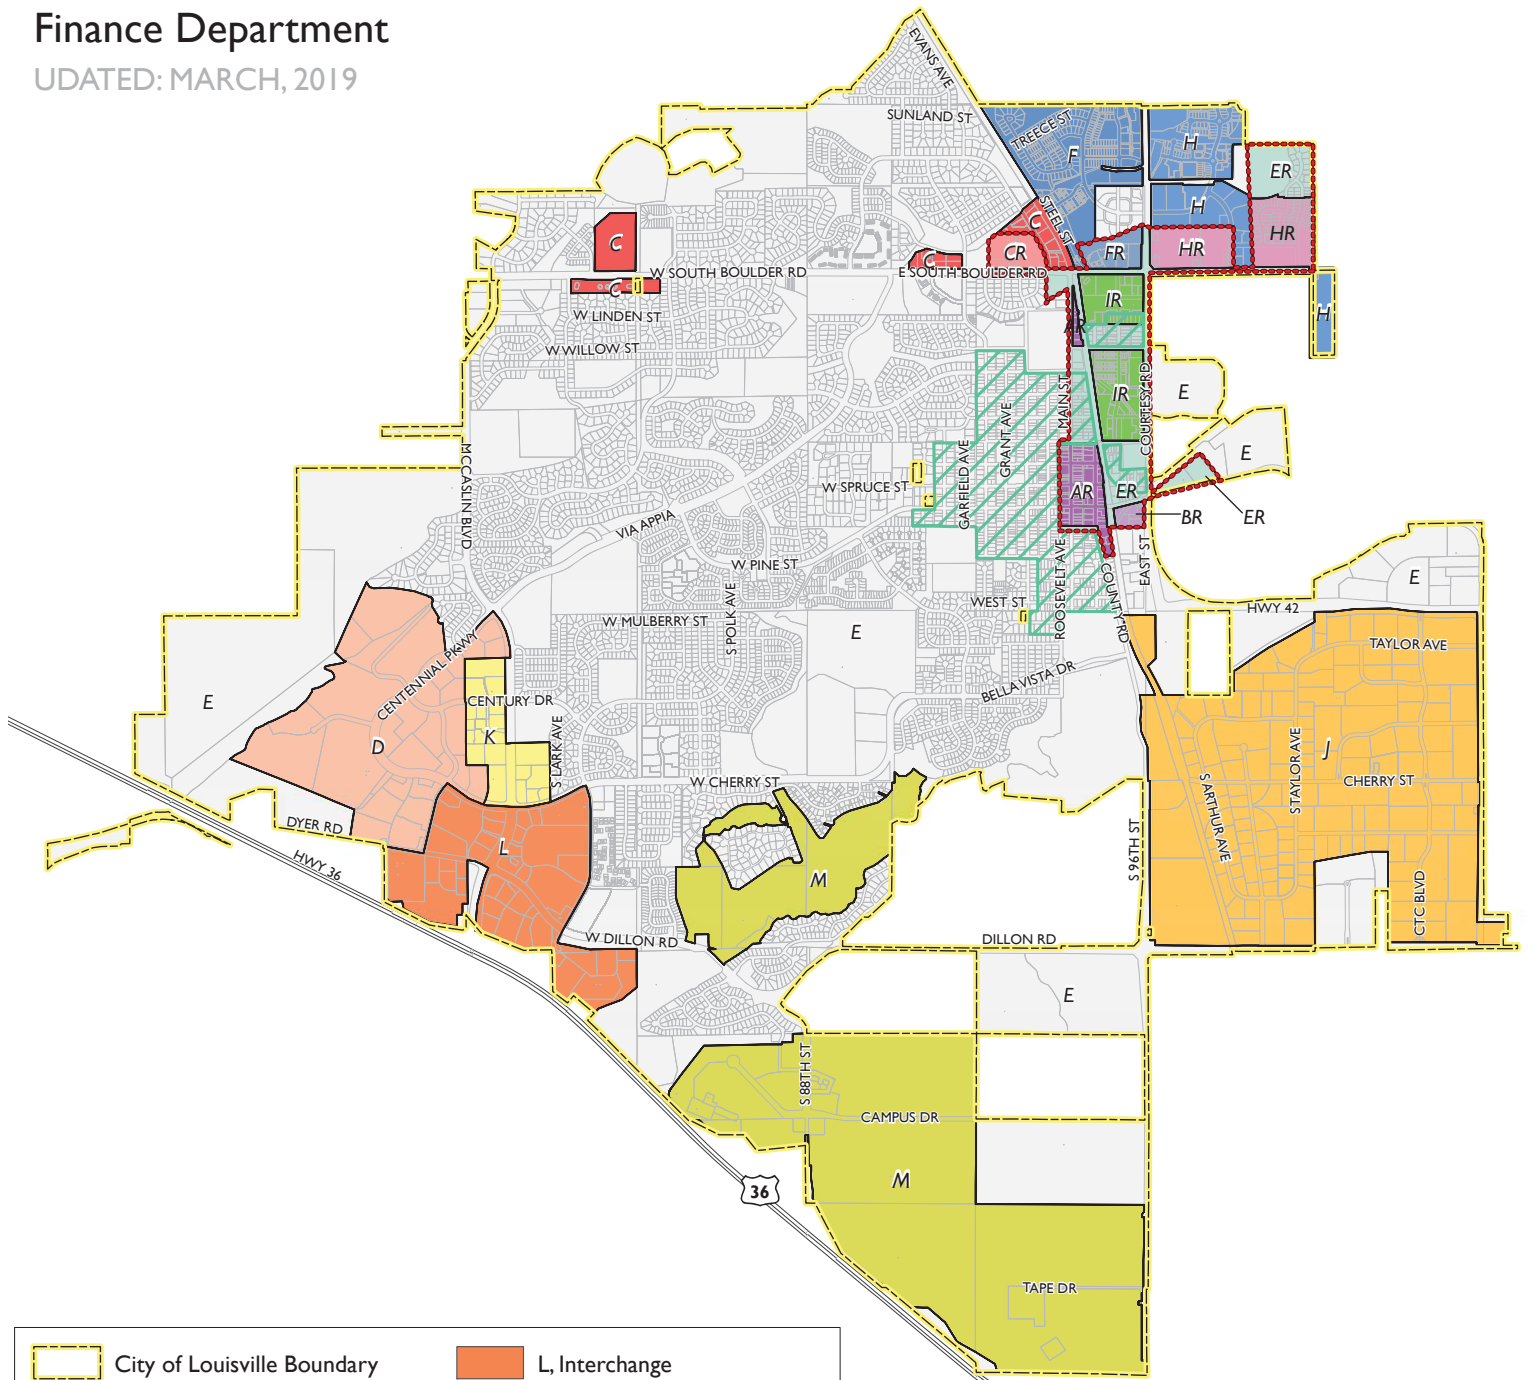 Finance Department
UDATED: MARCH, 2019
EVANS AVE
SUNLAND ST
TREECE ST
F
H
ER
H
HR
STEEL ST
C
C
CR
FR
HR
C
W SOUTH BOULDER RD
E SOUTH BOULDER RD
C
IR
H
AR
W LINDEN ST
W WILLOW ST
MAIN ST
IR
COURTESY RD
E
GRANT AVE
GARFIELD AVE
MCCASLIN BLVD
E
W SPRUCE ST
AR
ER
BR
ER
VIA APPIA
W PINE ST
ROOSEVELT AVE
COUNTY RD
EAST ST
E
WEST ST
HWY 42
S POLK AVE
W MULBERRY ST
E
TAYLOR AVE
CENTENNIAL PKWY
BELLA VISTA DR
E
CENTURY DR
K
D
S LARK AVE
S TAYLOR AVE
J
W CHERRY ST
CHERRY ST
S ARTHUR AVE
DYER RD
L
HWY 36
M
S 96TH ST
CTC BLVD
W DILLON RD
DILLON RD
E
S 88TH ST
CAMPUS DR
M
36
TAPE DR
City of Louisville Boundary
L, Interchange